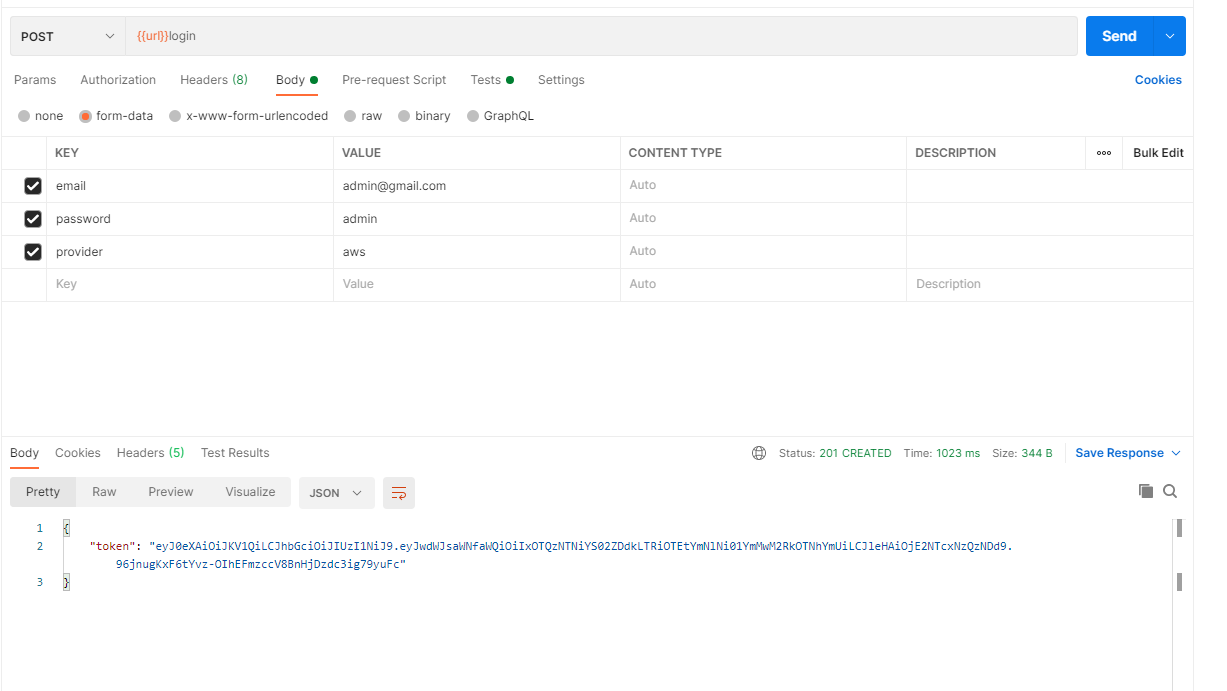 POST {{url}}login Send
Params Authorization Headers (8) Body Pre-request Script Tests Settings Cookies
none form-data x-www-form-urlencoded raw binary GraphQL
KEY VALUE CONTENT TYPE DESCRIPTION ooo Bulk Edit
email admin@gmail.com Auto
password admin Auto
provider aws Auto
Key Value Auto Description
Body Cookies Headers (5) Test Results Status: 201 CREATED Time: 1023 ms Size: 344 B Save Response
Pretty Raw Preview Visualize JSON
1 {
2 "token": "eyJ0eXAiOiJKV1QiLCJhbGciOiJIUzI1NiJ9.eyJwdWJsaWNfaWQiOiIxOTQzNTNiYS02ZDdkLTRiOTEtYmNlNi01YmMwM2RkOTNhYmUiLCJleHAiOjE2NTcxNzQzNDd9.
96jnugKxF6tYvz-OIhEFmzccV8BnHjDzdc3ig79yuFc"
3 }